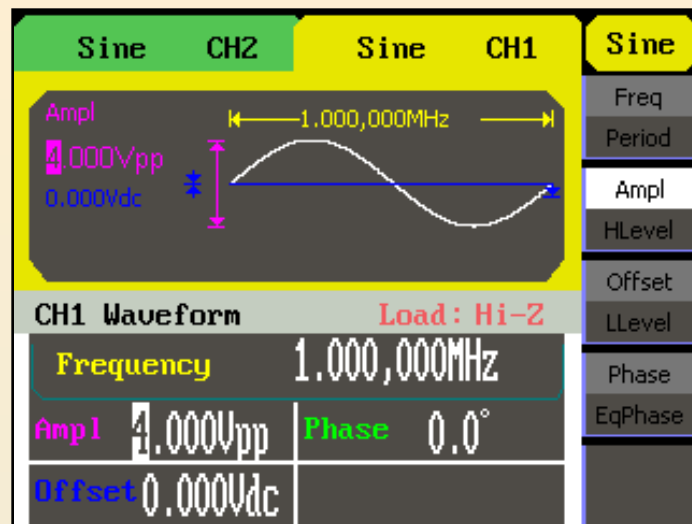 Sine CH2 Sine CH1 Sine
Ampl
1.000,000MHz
4.000Vpp
0.000Vdc
Freq
Period
Ampl
HLevel
Offset
LLevel
Phase
EqPhase
CH1 Waveform Load: Hi-Z
Frequency 1.000,000MHz
Ampl 4.000Vpp Phase 0.0°
Offset 0.000Vdc